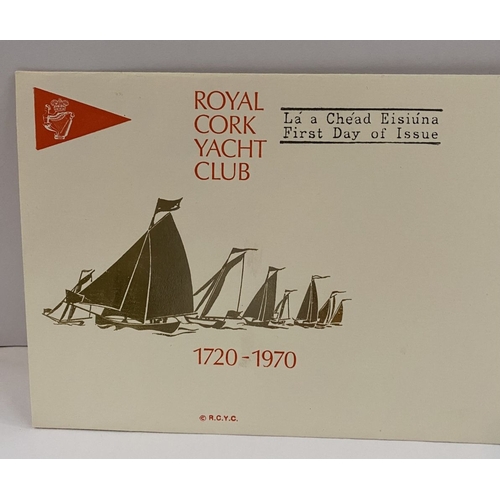 ROYAL
CORK
YACHT
CLUB
Lá a Chéad Eisiúna
First Day of Issue
1720-1970
© R.C.Y.C.